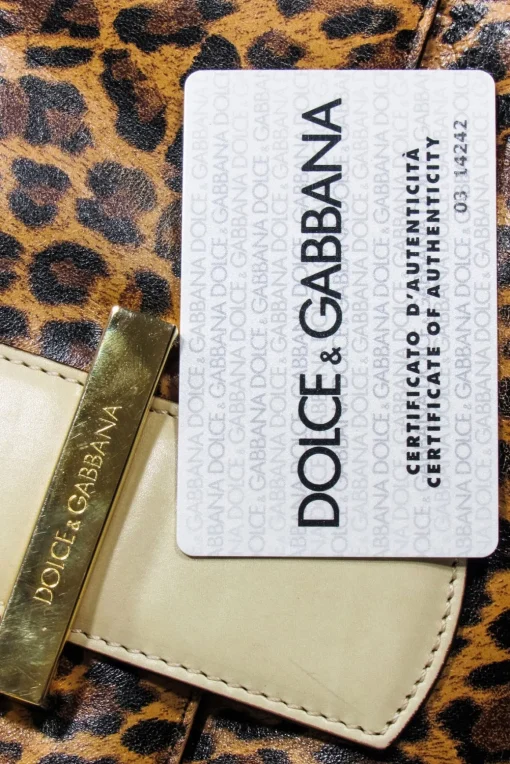 DOLCE & GABBANA
CERTIFICATO D'AUTENTICITÀ
CERTIFICATE OF AUTHENTICITY
03 14242
DOLCE & GABBANA